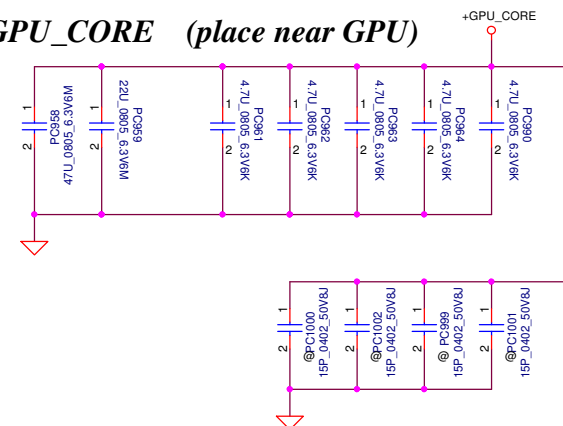 GPU_CORE (place near GPU)
+GPU_CORE
1
2
PC958
47U_0805_6.3V9AM
1
2
PC959
22U_0805_6.3V6M
1
2
PC961
4.7U_0805_6.3V6K
1
2
PC962
4.7U_0805_6.3V6K
1
2
PC963
4.7U_0805_6.3V6K
1
2
PC964
4.7U_0805_6.3V6K
1
2
PC990
4.7U_0805_6.3V6K
1
2
@PC1000
15P_0402_50V8J
1
2
@PC1002
15P_0402_50V8J
1
2
@ PC999
15P_0402_50V8J
1
2
@PC1001
15P_0402_50V8J